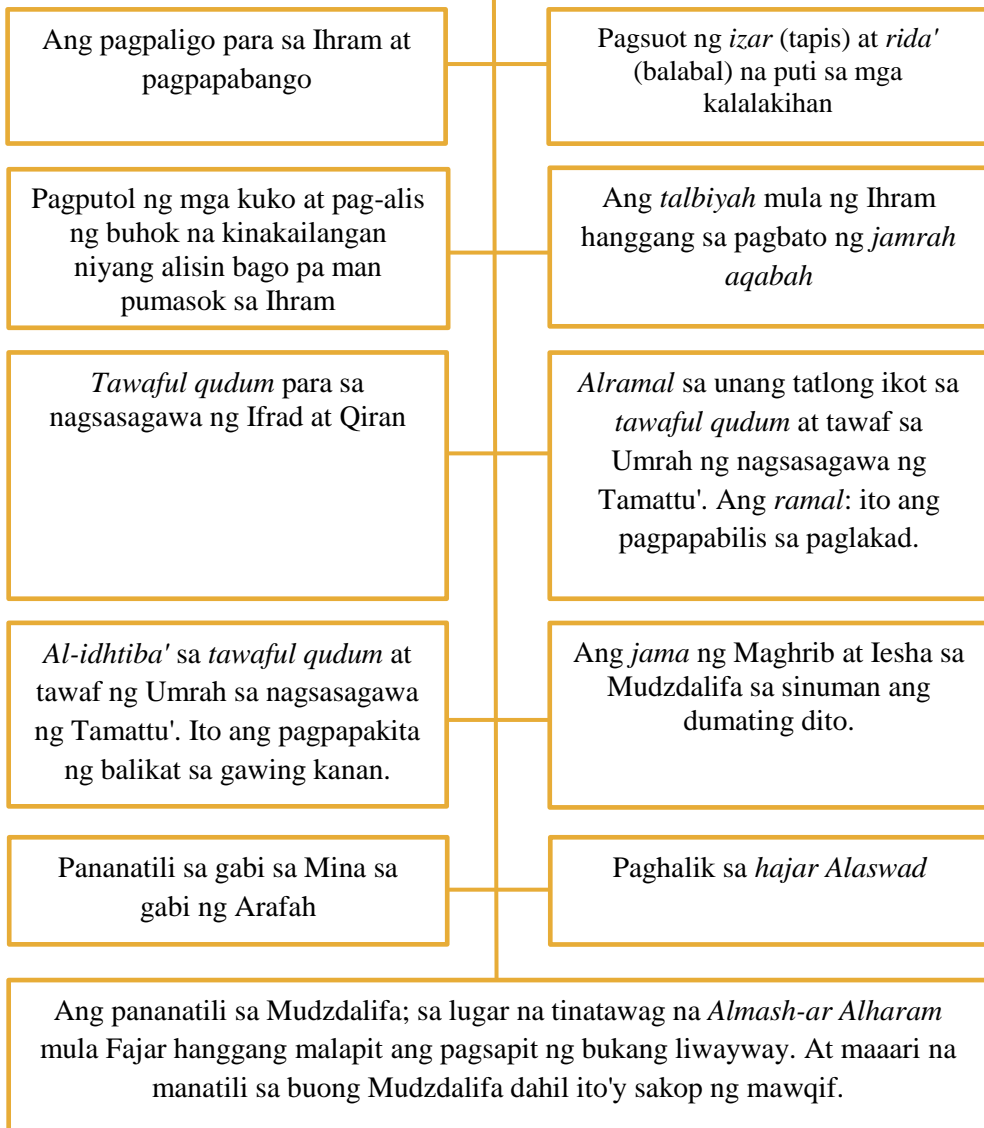 Ang pagpaligo para sa Ihram at
pagpapabango
Pagsuot ng izar (tapis) at rida'
(balabal) na puti sa mga
kalalakihan
Pagputol ng mga kuko at pag-alis
ng buhok na kinakailangan
niyang alisin bago pa man
pumasok sa Ihram
Ang talbiyah mula ng Ihram
hanggang sa pagbato ng jamrah
aqabah
Tawaful qudum para sa
nagsasagawa ng Ifrad at Qiran
Alramal sa unang tatlong ikot sa
tawaful qudum at tawaf sa
Umrah ng nagsasagawa ng
Tamattu'. Ang ramal: ito ang
pagpapabilis sa paglakad.
Al-idhtiba' sa tawaful qudum at
tawaf ng Umrah sa nagsasagawa
ng Tamattu'. Ito ang pagpapakita
ng balikat sa gawing kanan.
Ang jama ng Maghrib at Iesha sa
Mudzdalifa sa sinuman ang
dumating dito.
Pananatili sa gabi sa Mina sa
gabi ng Arafah
Paghalik sa hajar Alaswad
Ang pananatili sa Mudzdalifa; sa lugar na tinatawag na Almash-ar Alharam
mula Fajar hanggang malapit ang pagsapit ng bukang liwayway. At maaari na
manatili sa buong Mudzdalifa dahil ito'y sakop ng mawqif.